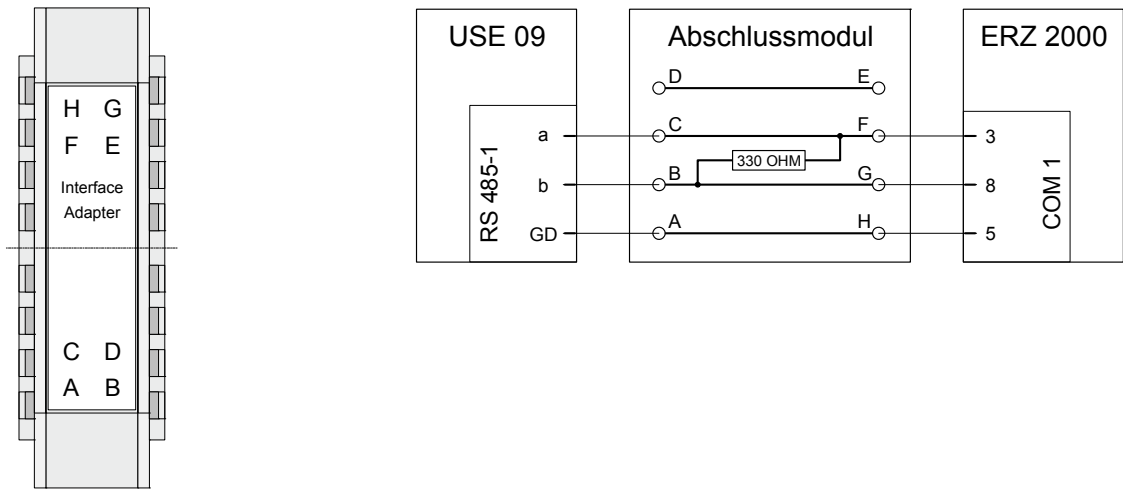 H G
F E
Interface
Adapter
C D
A B
USE 09
RS 485-1
a
b
GD
Abschlussmodul
D E
C F
330 OHM
B G
A H
ERZ 2000
3
8
5
COM 1